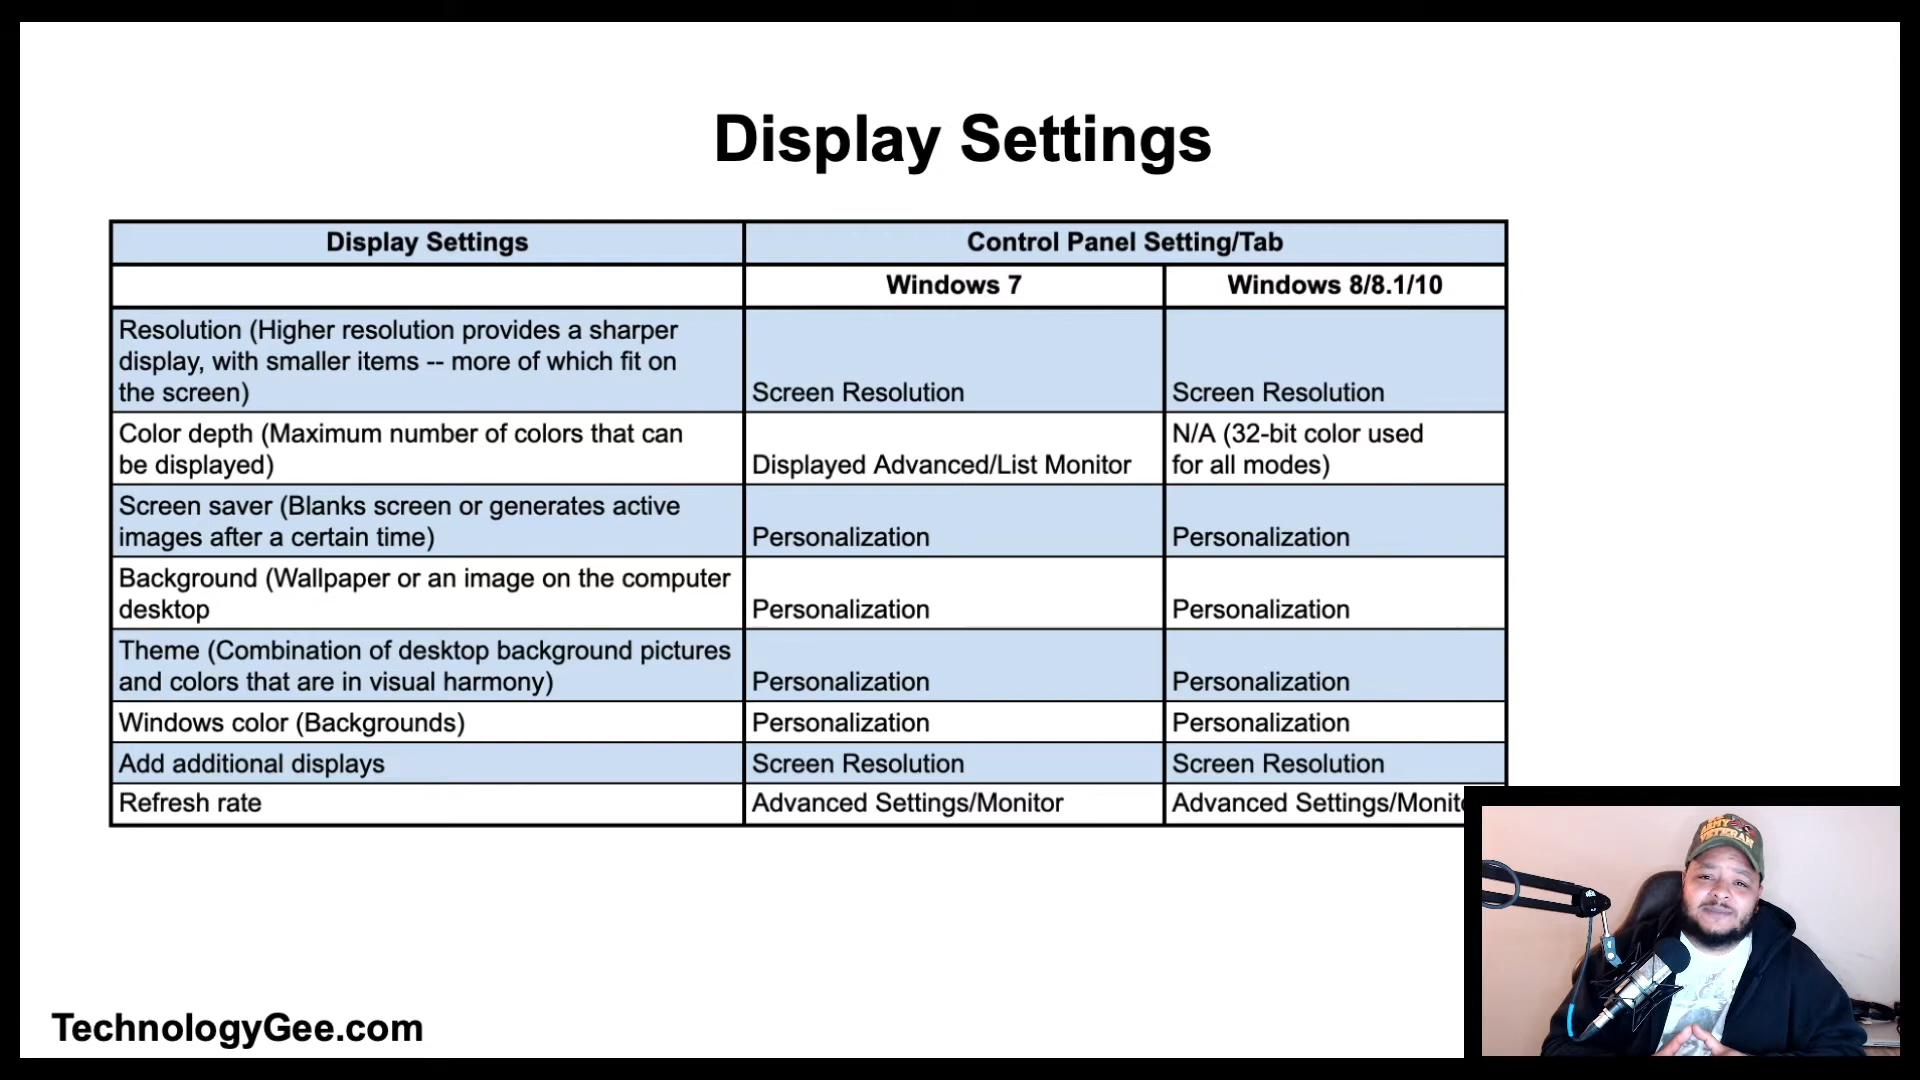 Display Settings
Display Settings
Control Panel Setting/Tab
Windows 7
Windows 8/8.1/10
Resolution (Higher resolution provides a sharper
display, with smaller items -- more of which fit on
the screen)
Screen Resolution
Screen Resolution
Color depth (Maximum number of colors that can
be displayed)
Displayed Advanced/List Monitor
N/A (32-bit color used
for all modes)
Screen saver (Blanks screen or generates active
images after a certain time)
Personalization
Personalization
Background (Wallpaper or an image on the computer
desktop
Personalization
Personalization
Theme (Combination of desktop background pictures
and colors that are in visual harmony)
Personalization
Personalization
Windows color (Backgrounds)
Personalization
Personalization
Add additional displays
Screen Resolution
Screen Resolution
Refresh rate
Advanced Settings/Monitor
Advanced Settings/Monit
ARMY
VETERAN
TechnologyGee.com